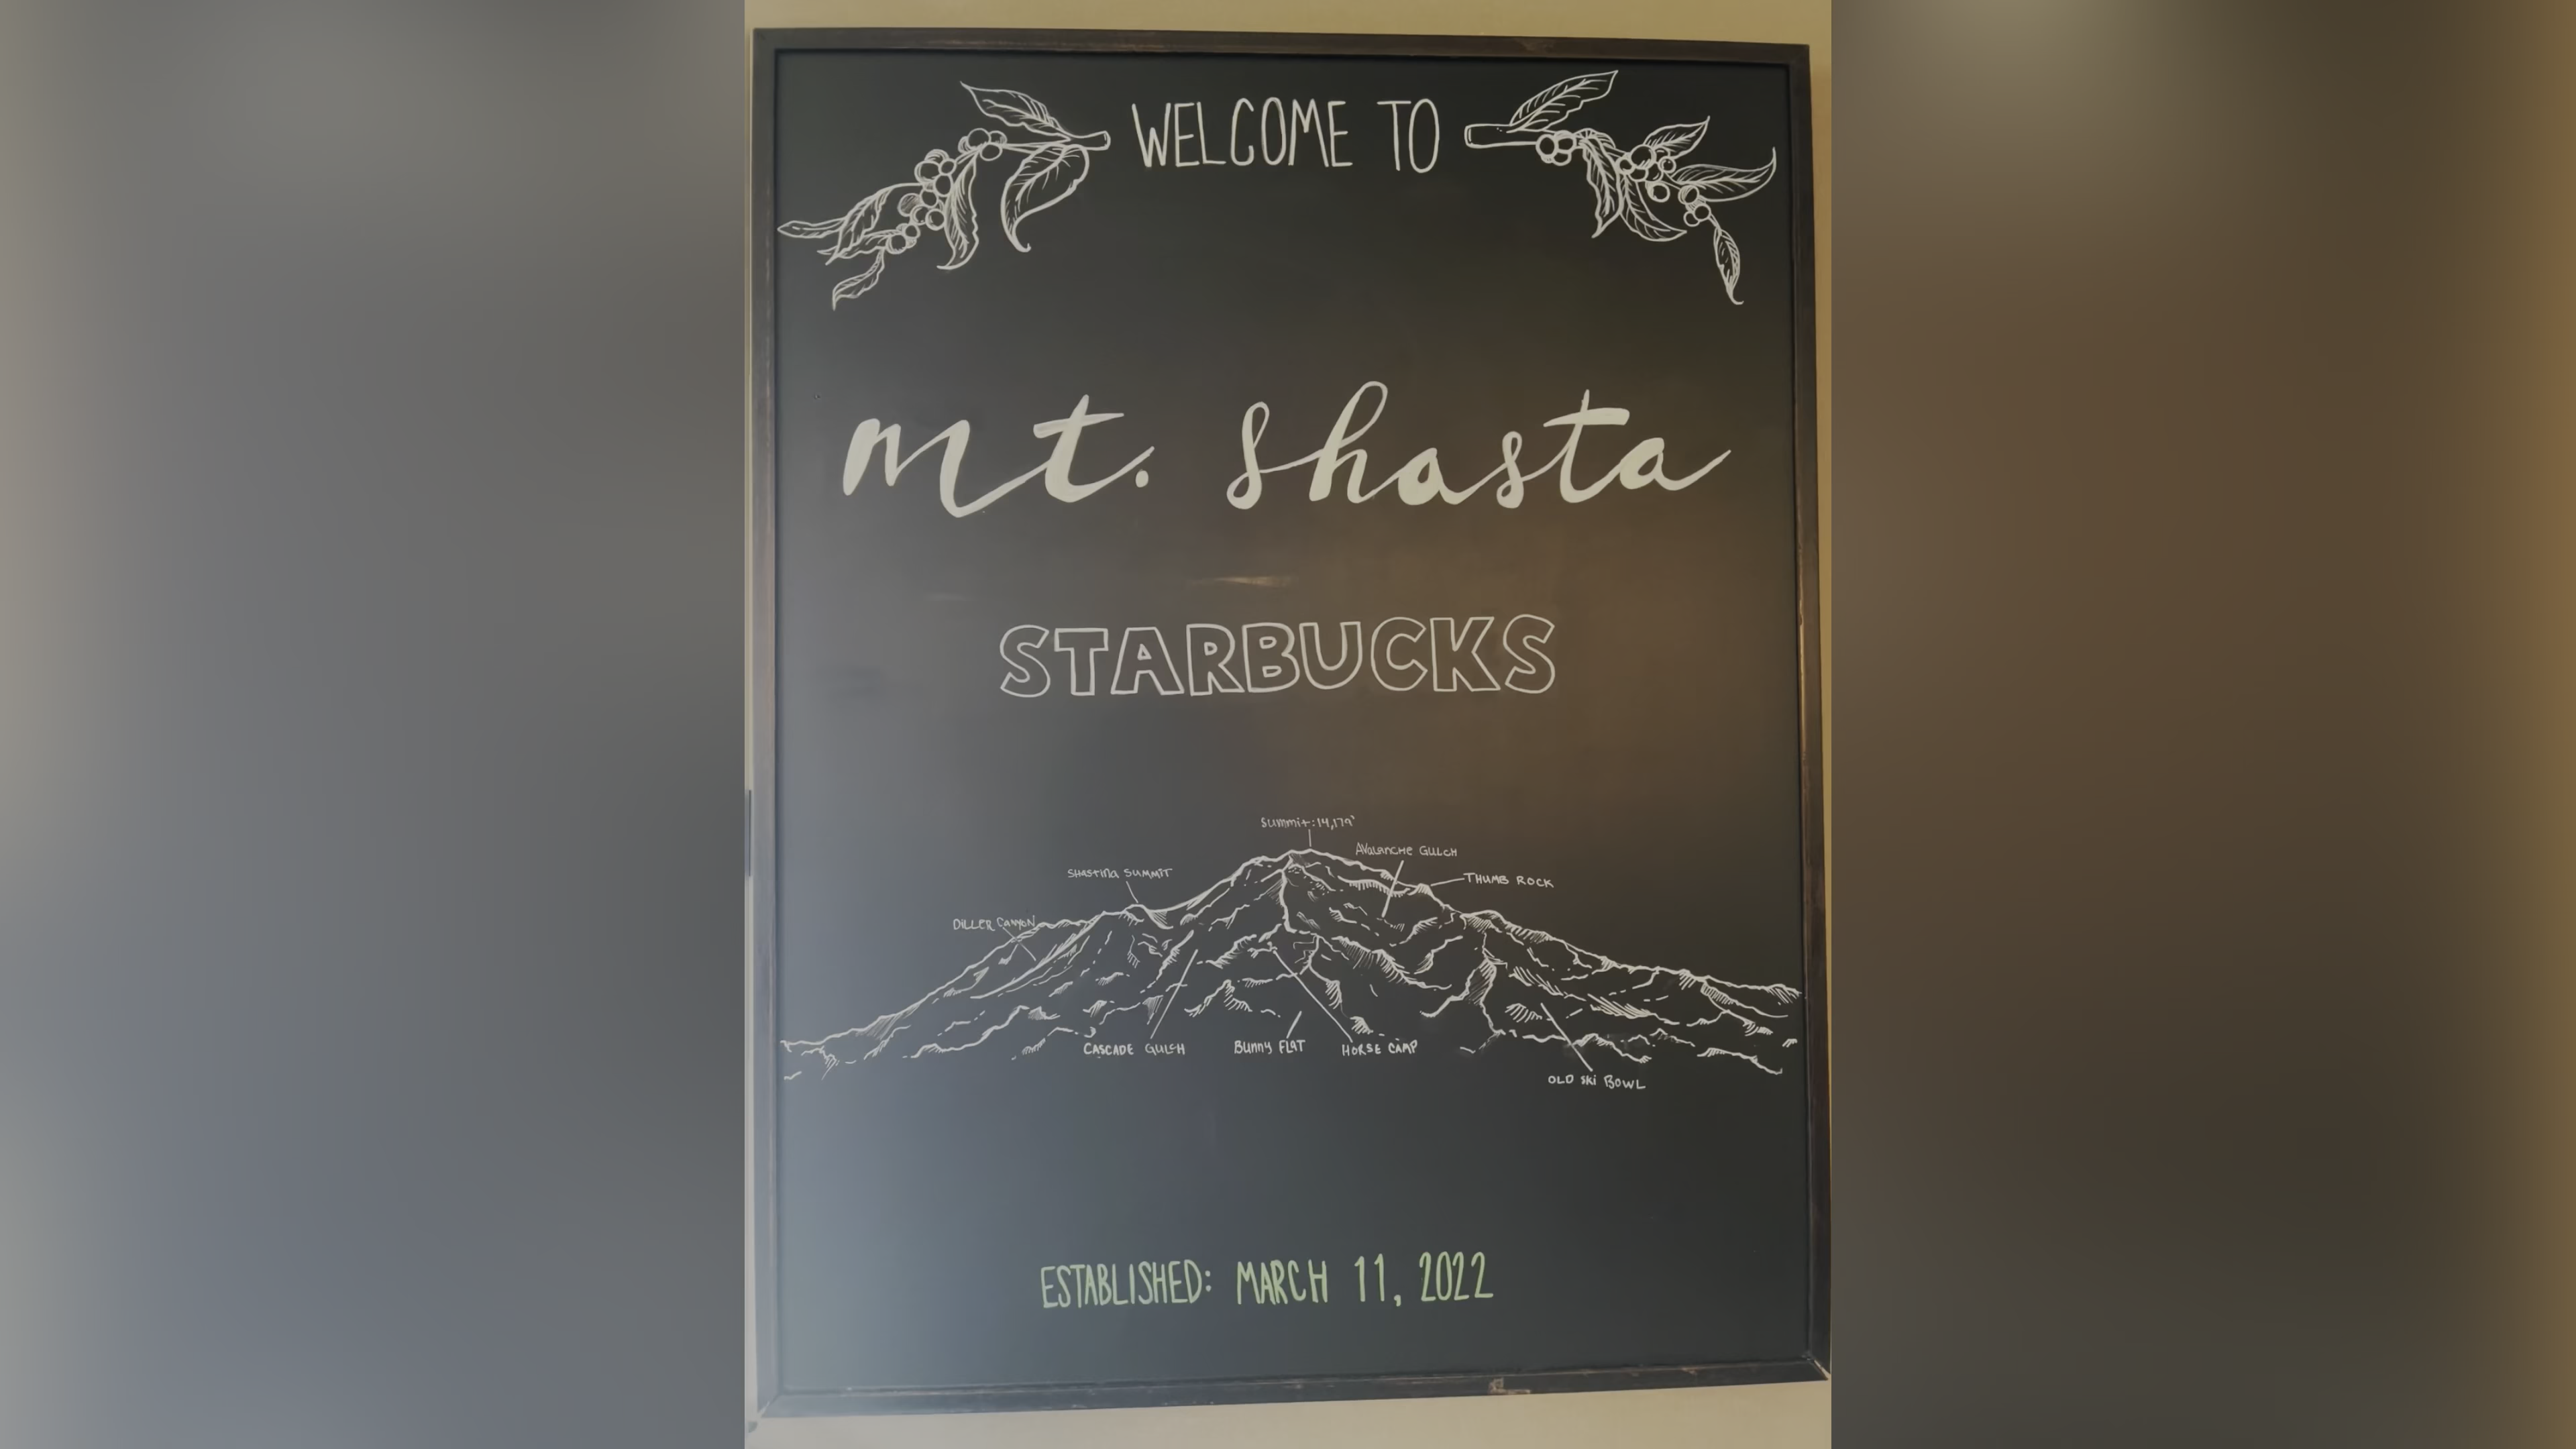 WELCOME TO
mt. Shasta
STARBUCKS
Summit: 14,179'
AVALANCHE GULCH
SHASTINA SUMMIT
THUMB ROCK
DILLER CANYON
CASCADE GULCH
BUNNY FLAT
HORSE CAMP
OLD SKI BOWL
ESTABLISHED: MARCH 11, 2022